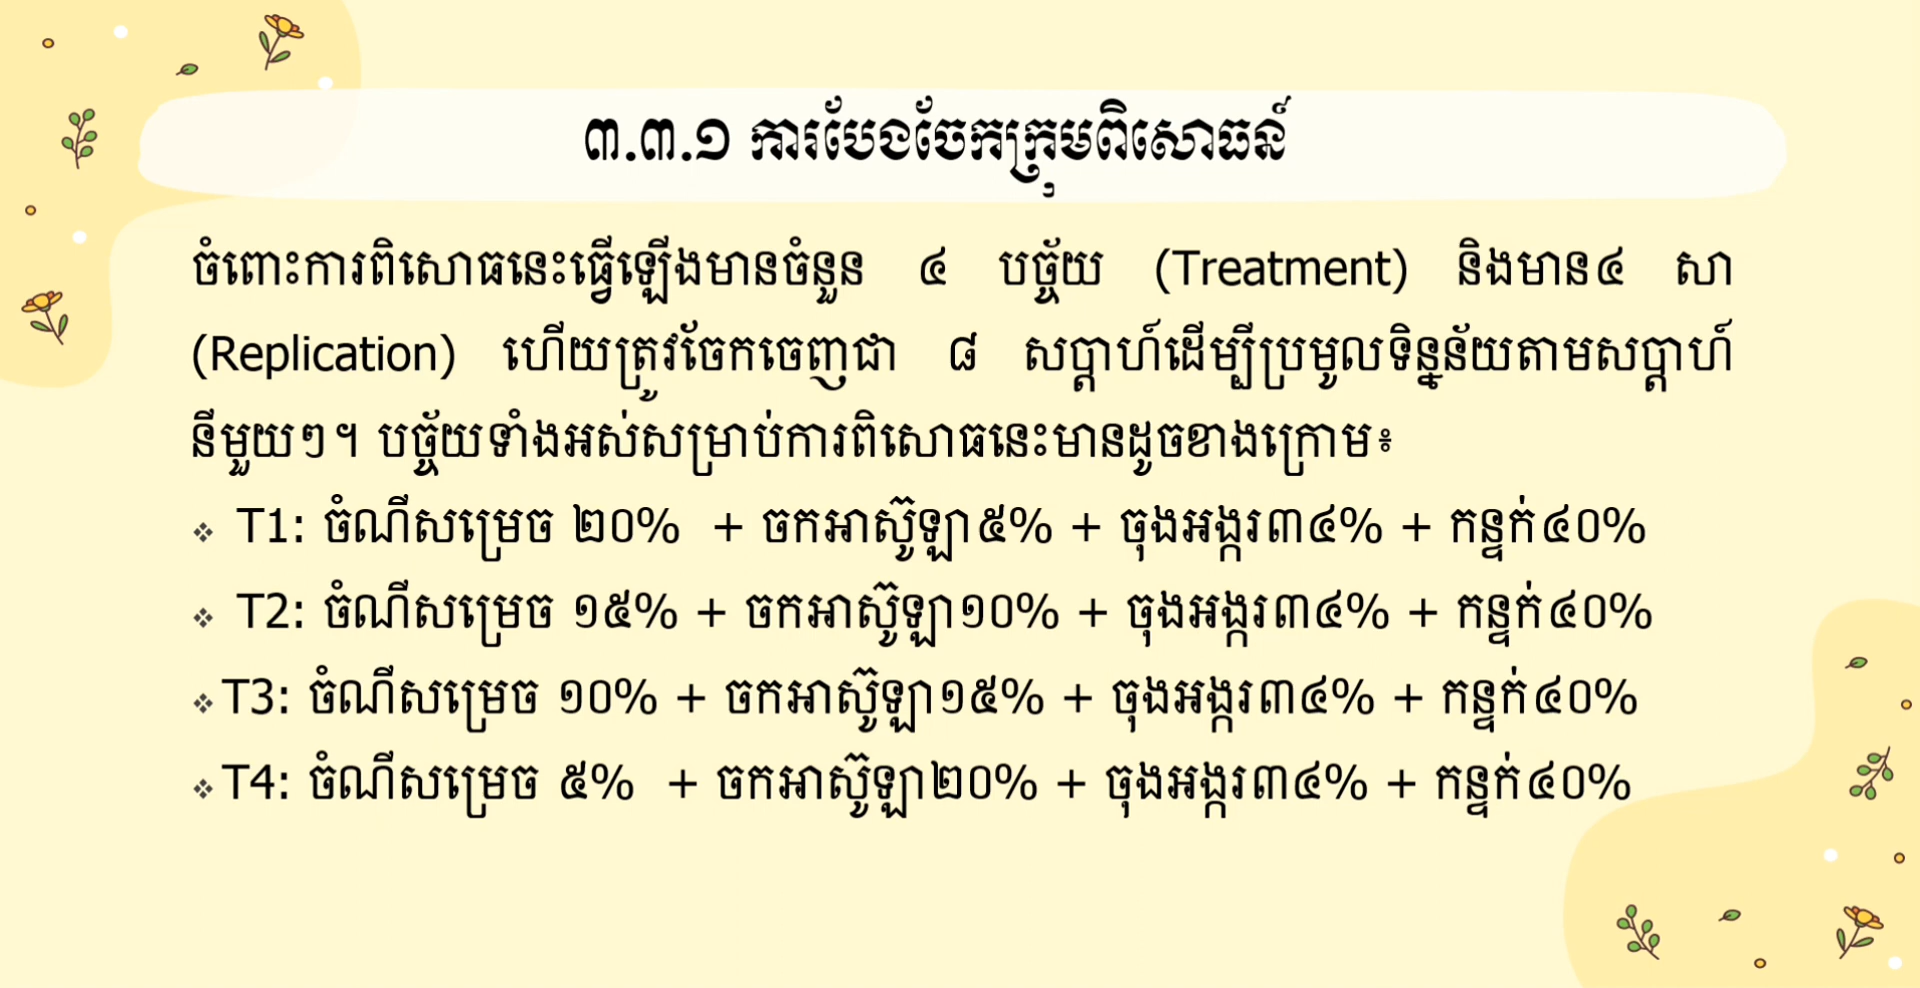 ៣.៣.១ ការបែងចែកក្រុមពិសោធន៍
ចំពោះការពិសោធនេះធ្វើឡើងមានចំនួន ៤ បច្ច័យ (Treatment) និងមាន៤ សា
(Replication) ហើយត្រូវចែកចេញជា ៨ សប្តាហ៍ដើម្បីប្រមូលទិន្នន័យតាមសប្តាហ៍
នីមួយៗ។ បច្ច័យទាំងអស់សម្រាប់ការពិសោធនេះមានដូចខាងក្រោម៖
❖ T1: ចំណីសម្រេច ២០% + ចកអាស៊ូឡា៥% + ចុងអង្ករ៣៤% + កន្ទក់៤០%
❖ T2: ចំណីសម្រេច ១៥% + ចកអាស៊ូឡា១០% + ចុងអង្ករ៣៤% + កន្ទក់៤០%
❖ T3: ចំណីសម្រេច ១០% + ចកអាស៊ូឡា១៥% + ចុងអង្ករ៣៤% + កន្ទក់៤០%
❖ T4: ចំណីសម្រេច ៥% + ចកអាស៊ូឡា២០% + ចុងអង្ករ៣៤% + កន្ទក់៤០%